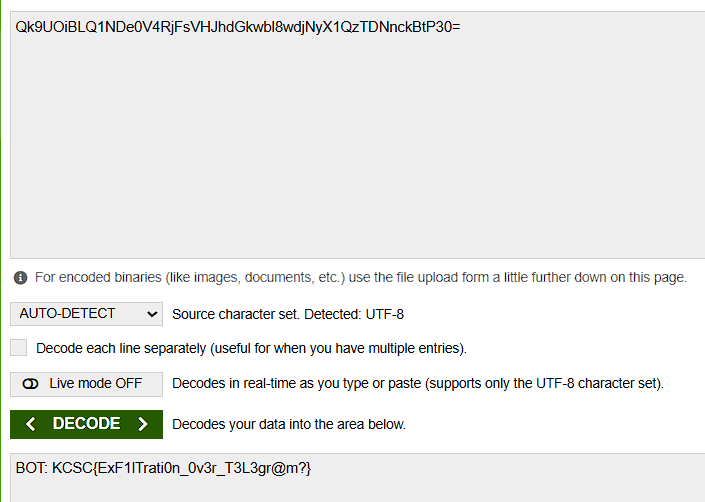 Qk9UOiBLQ1NDe0V4RjFsVHJhdGkwbl8wdjNyX1QzTDNnckBtP30=
For encoded binaries (like images, documents, etc.) use the file upload form a little further down on this page.
AUTO-DETECT Source character set. Detected: UTF-8
Decode each line separately (useful for when you have multiple entries).
Live mode OFF Decodes in real-time as you type or paste (supports only the UTF-8 character set).
< DECODE > Decodes your data into the area below.
BOT: KCSC{ExF1lTrati0n_0v3r_T3L3gr@m?}